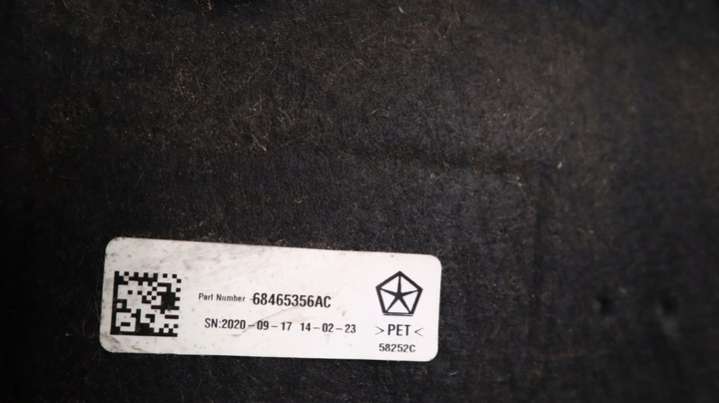 Part Number 68465356AC
SN:2020-09-17 14-02-23
>PET<
58252C